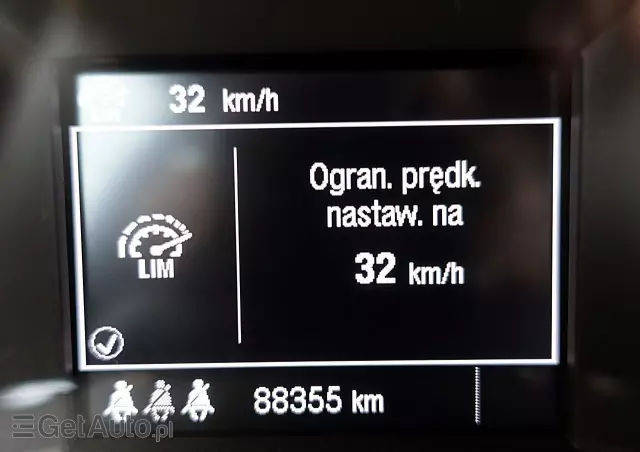 32 km/h
Ogran. prędk.
nastaw. na
32 km/h
LIM
88355 km
GetAuto.pl